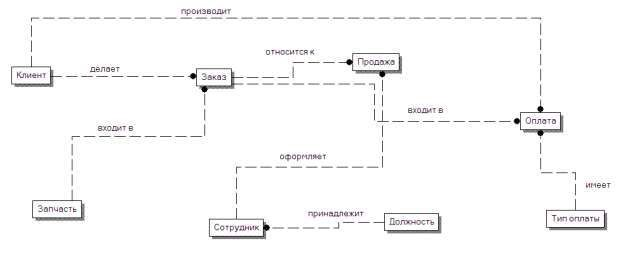 производит
относится к
Продажа
делает
Клиент
Заказ
входит в
Оплата
входит в
оформляет
имеет
Запчасть
принадлежит
Сотрудник
Должность
Тип оплаты